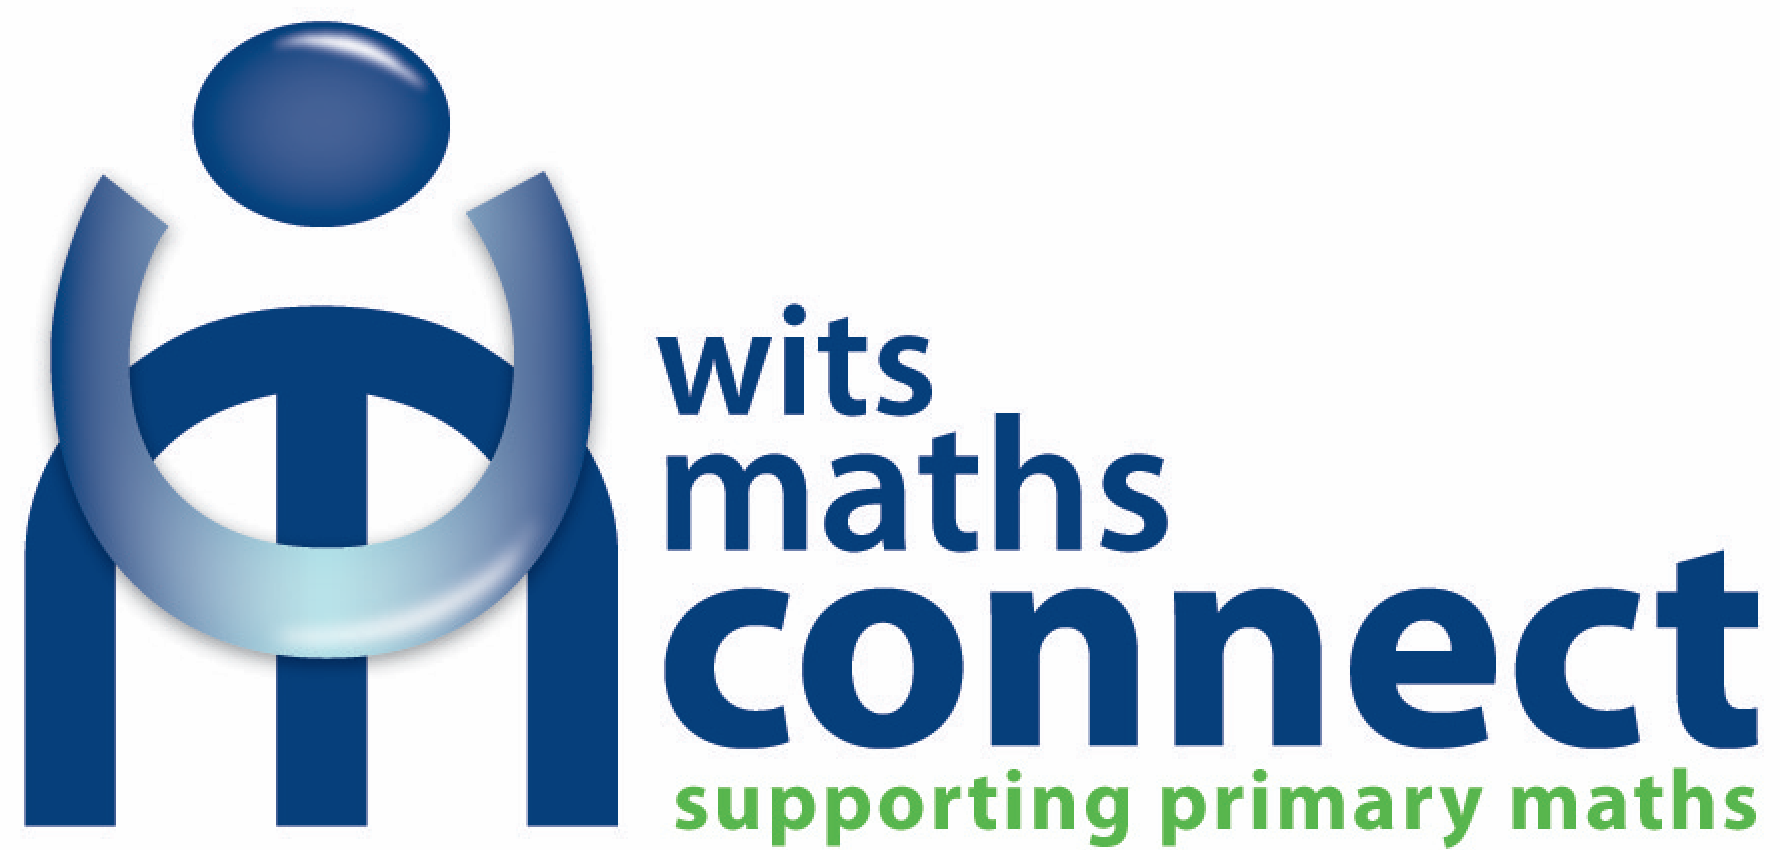 wits
maths
connect
supporting primary maths